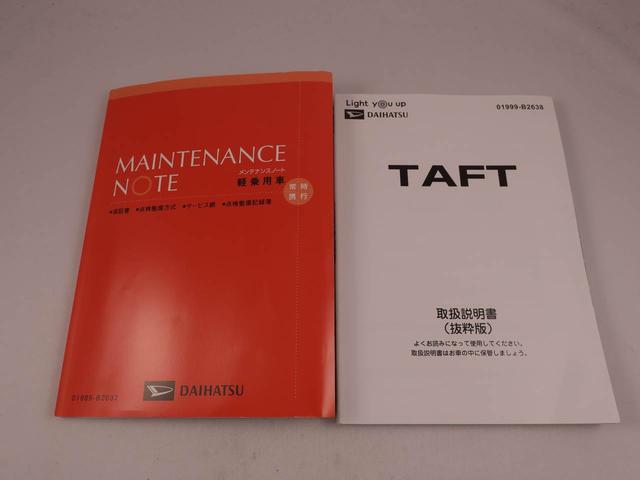 MAINTENANCE
NOTE
メンテナンスノート
軽乗用車
常時
携行
●保証書 ●点検整備方式 ●サービス網 ●点検整備記録簿
DAIHATSU
01989-B2037
Light you up
DAIHATSU
01999-B2638
TAFT
取扱説明書
（抜粋版）
よくお読みになって使用してください。
取扱説明書はお車の中に保管しましょう。